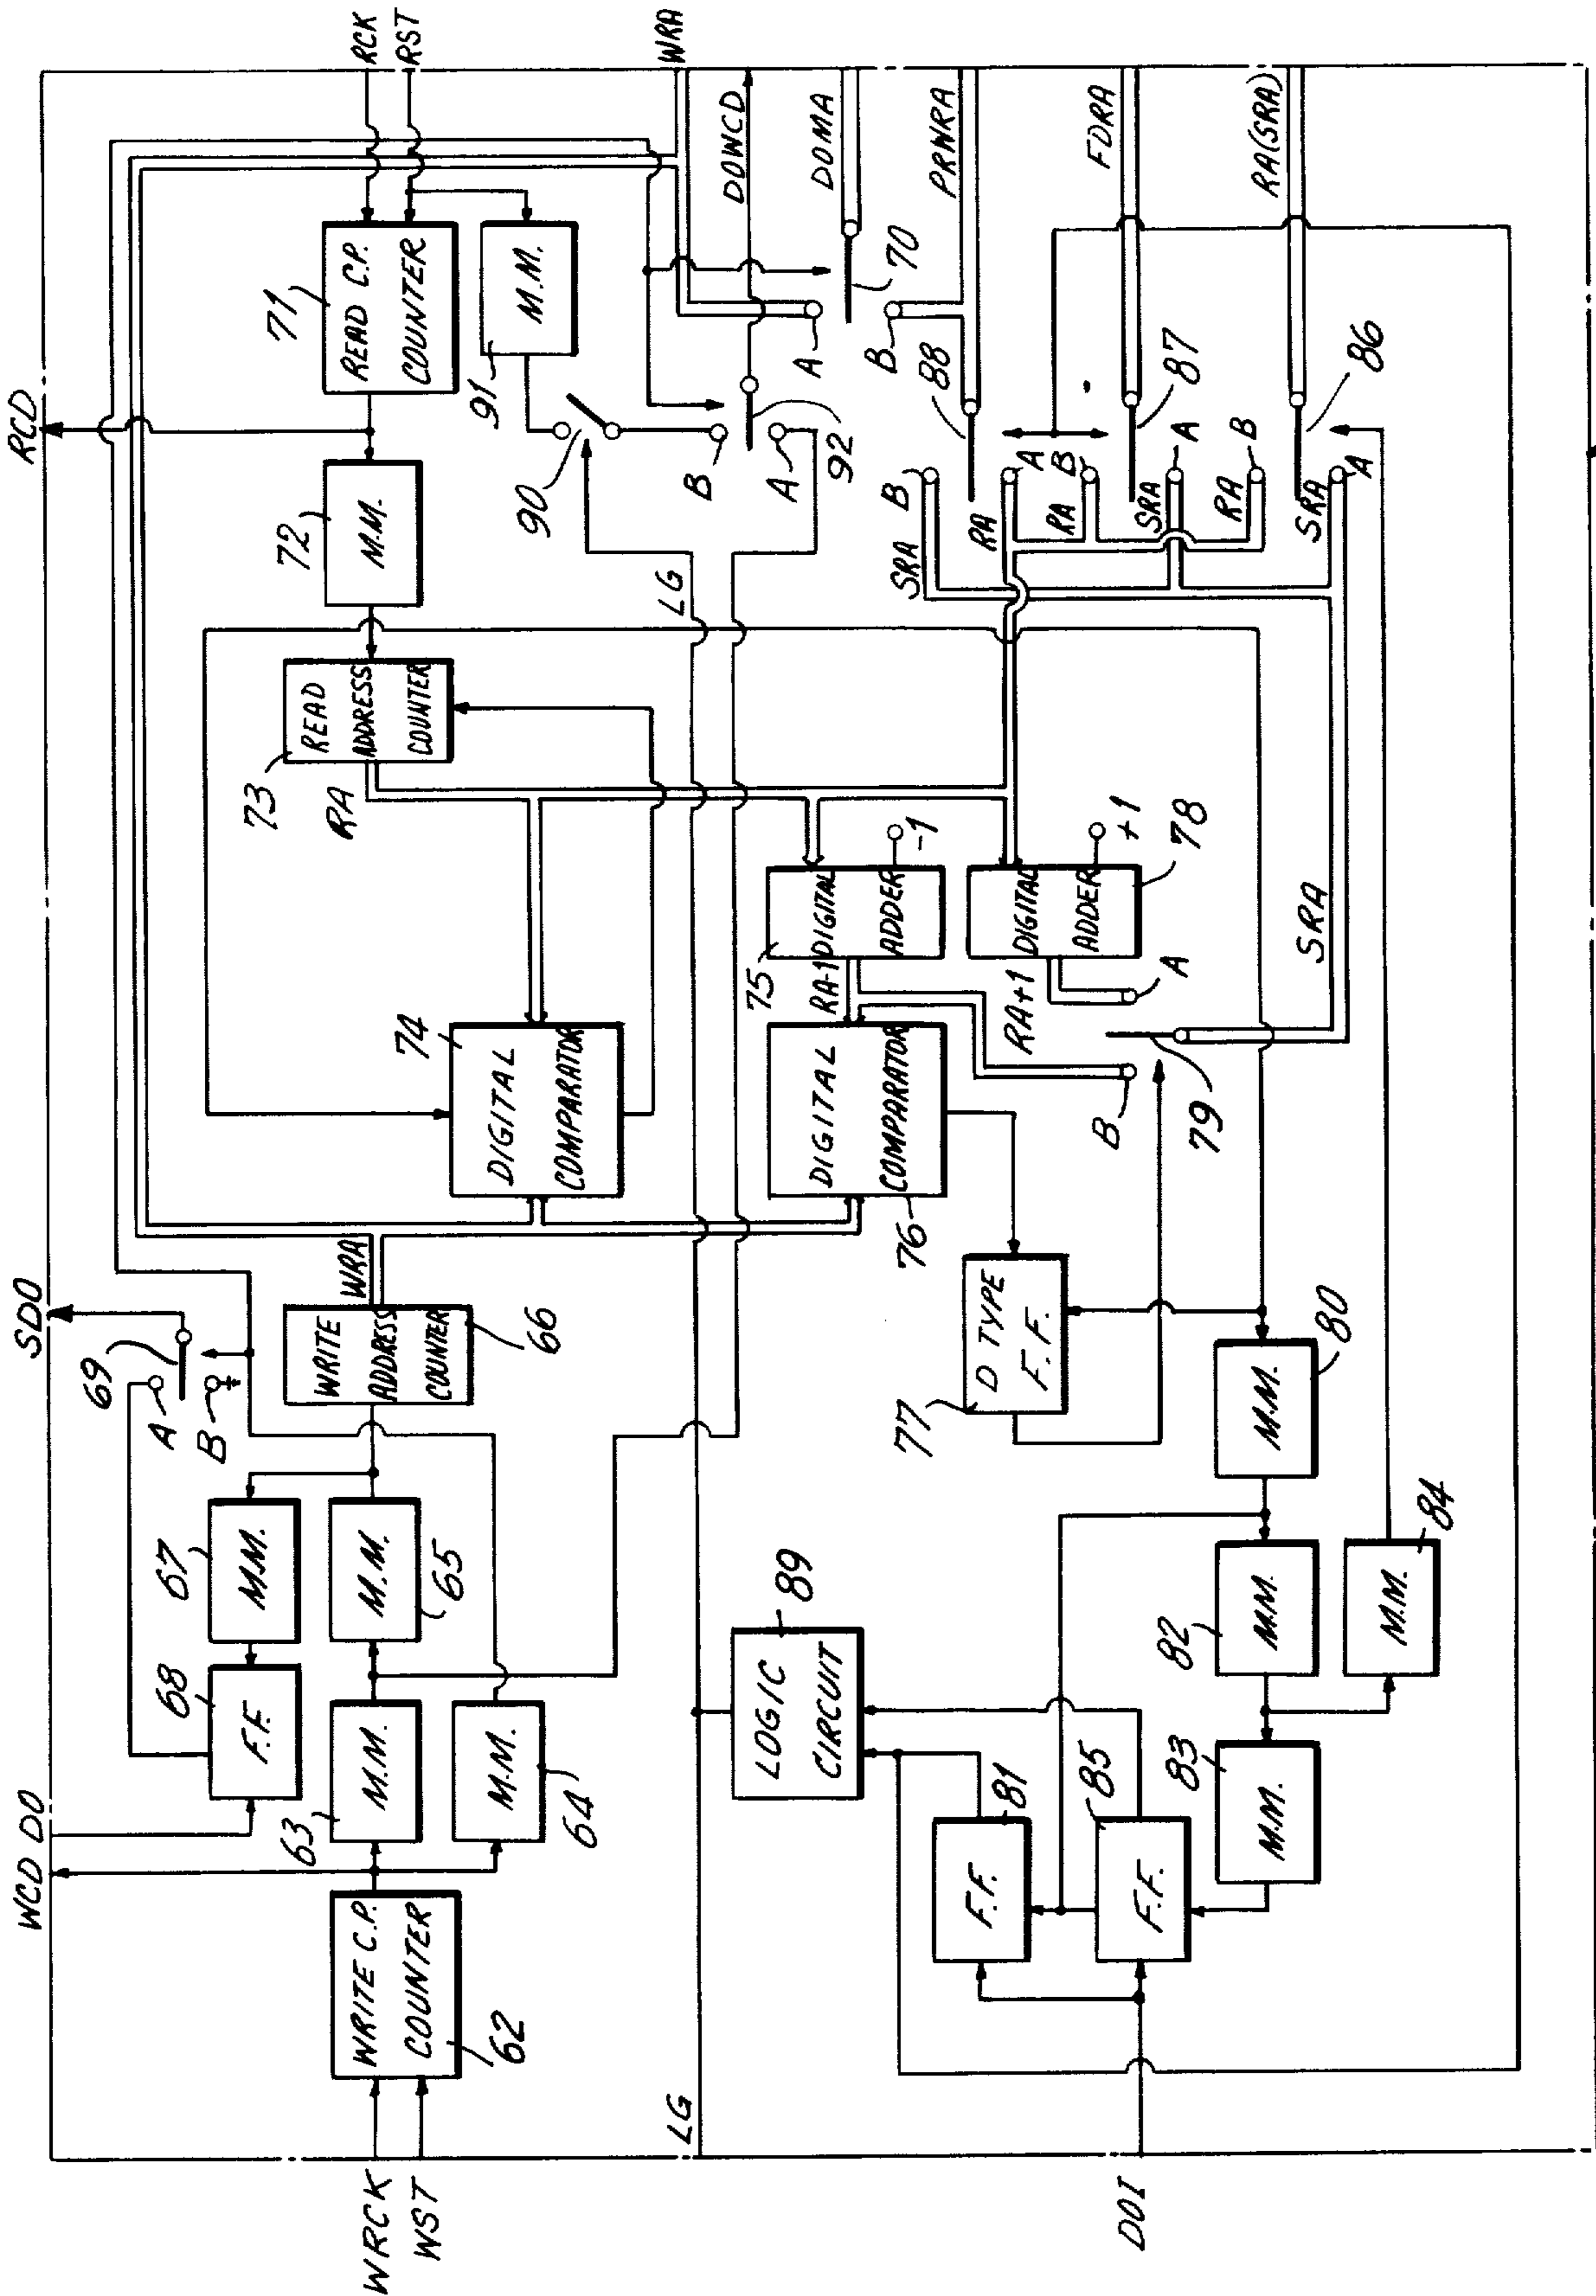 WCD
DO
SDO
RCD
WRCK
WST
WRITE C.P.
COUNTER
62
63
M.M.
M.M.
64
F.F.
68
M.M.
67
M.M.
65
69
A
B
WRITE
ADDRESS
COUNTER
66
WRA
DIGITAL
COMPARATOR
74
READ
ADDRESS
COUNTER
73
RA
M.M.
72
READ C.P.
COUNTER
71
RCK
RST
M.M.
91
90
WRA
DOWCD
B
A
92
LG
LG
DOMA
70
A
B
PRWRA
88
B
SRA
RA
A
FDRA
87
RA
B
SRA
A
RA(SRA)
86
RA
B
SRA
A
DIGITAL
COMPARATOR
76
RA-1
DIGITAL
ADDER
75
-1
DIGITAL
ADDER
78
+1
RA+1
A
B
79
SRA
D TYPE
F.F.
77
M.M.
80
M.M.
82
M.M.
83
M.M.
84
LOGIC
CIRCUIT
89
F.F.
81
F.F.
85
DOI